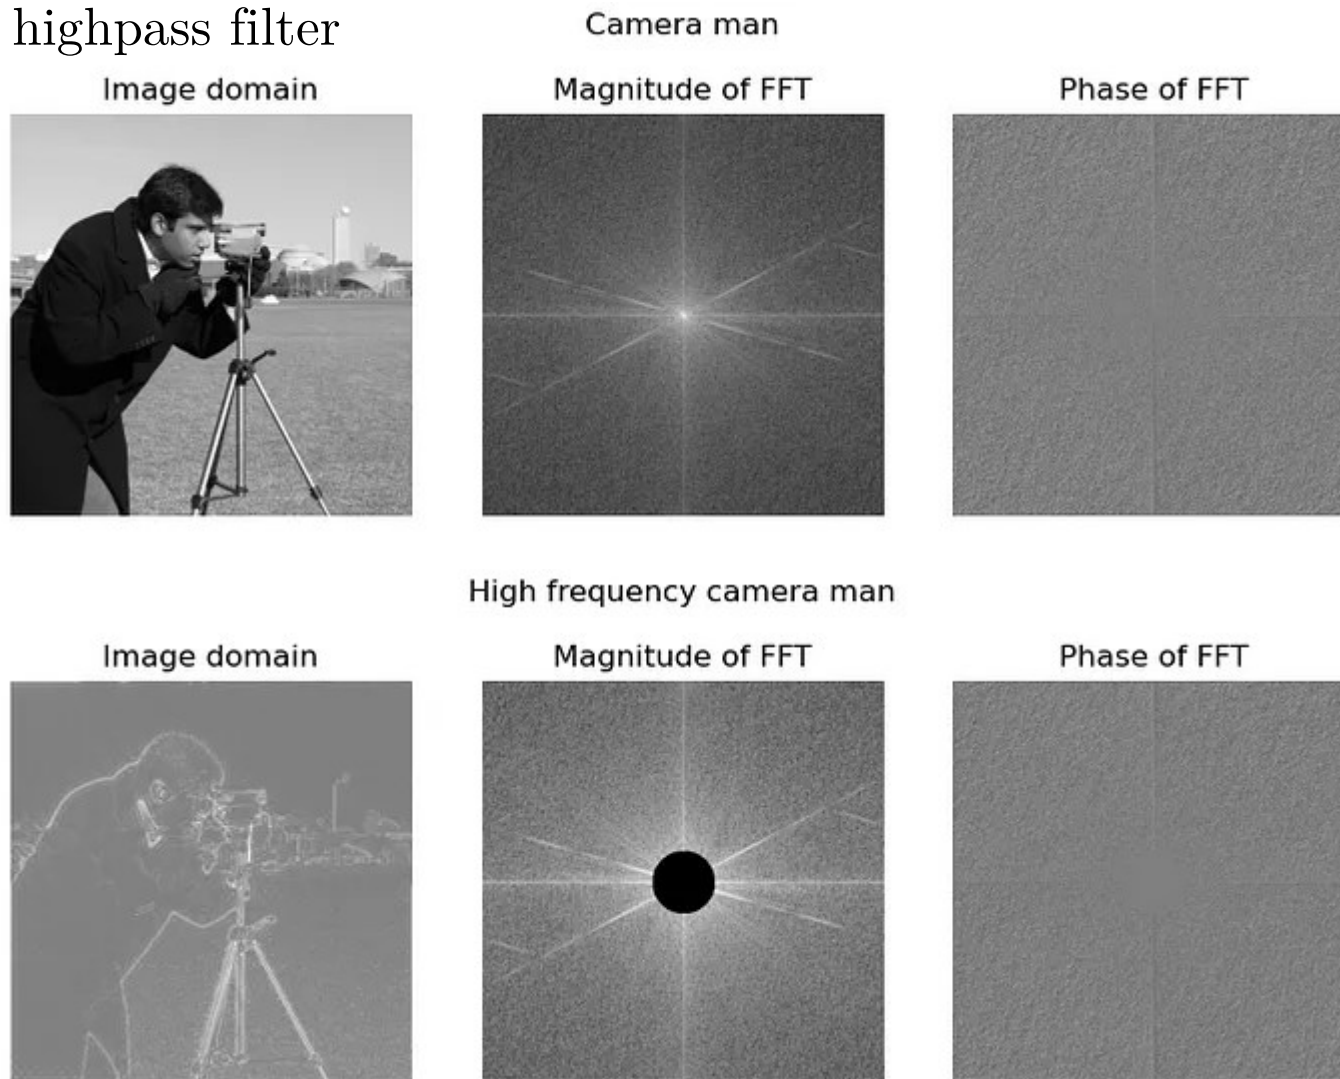 highpass filter
Camera man
Image domain
Magnitude of FFT
Phase of FFT
High frequency camera man
Image domain
Magnitude of FFT
Phase of FFT